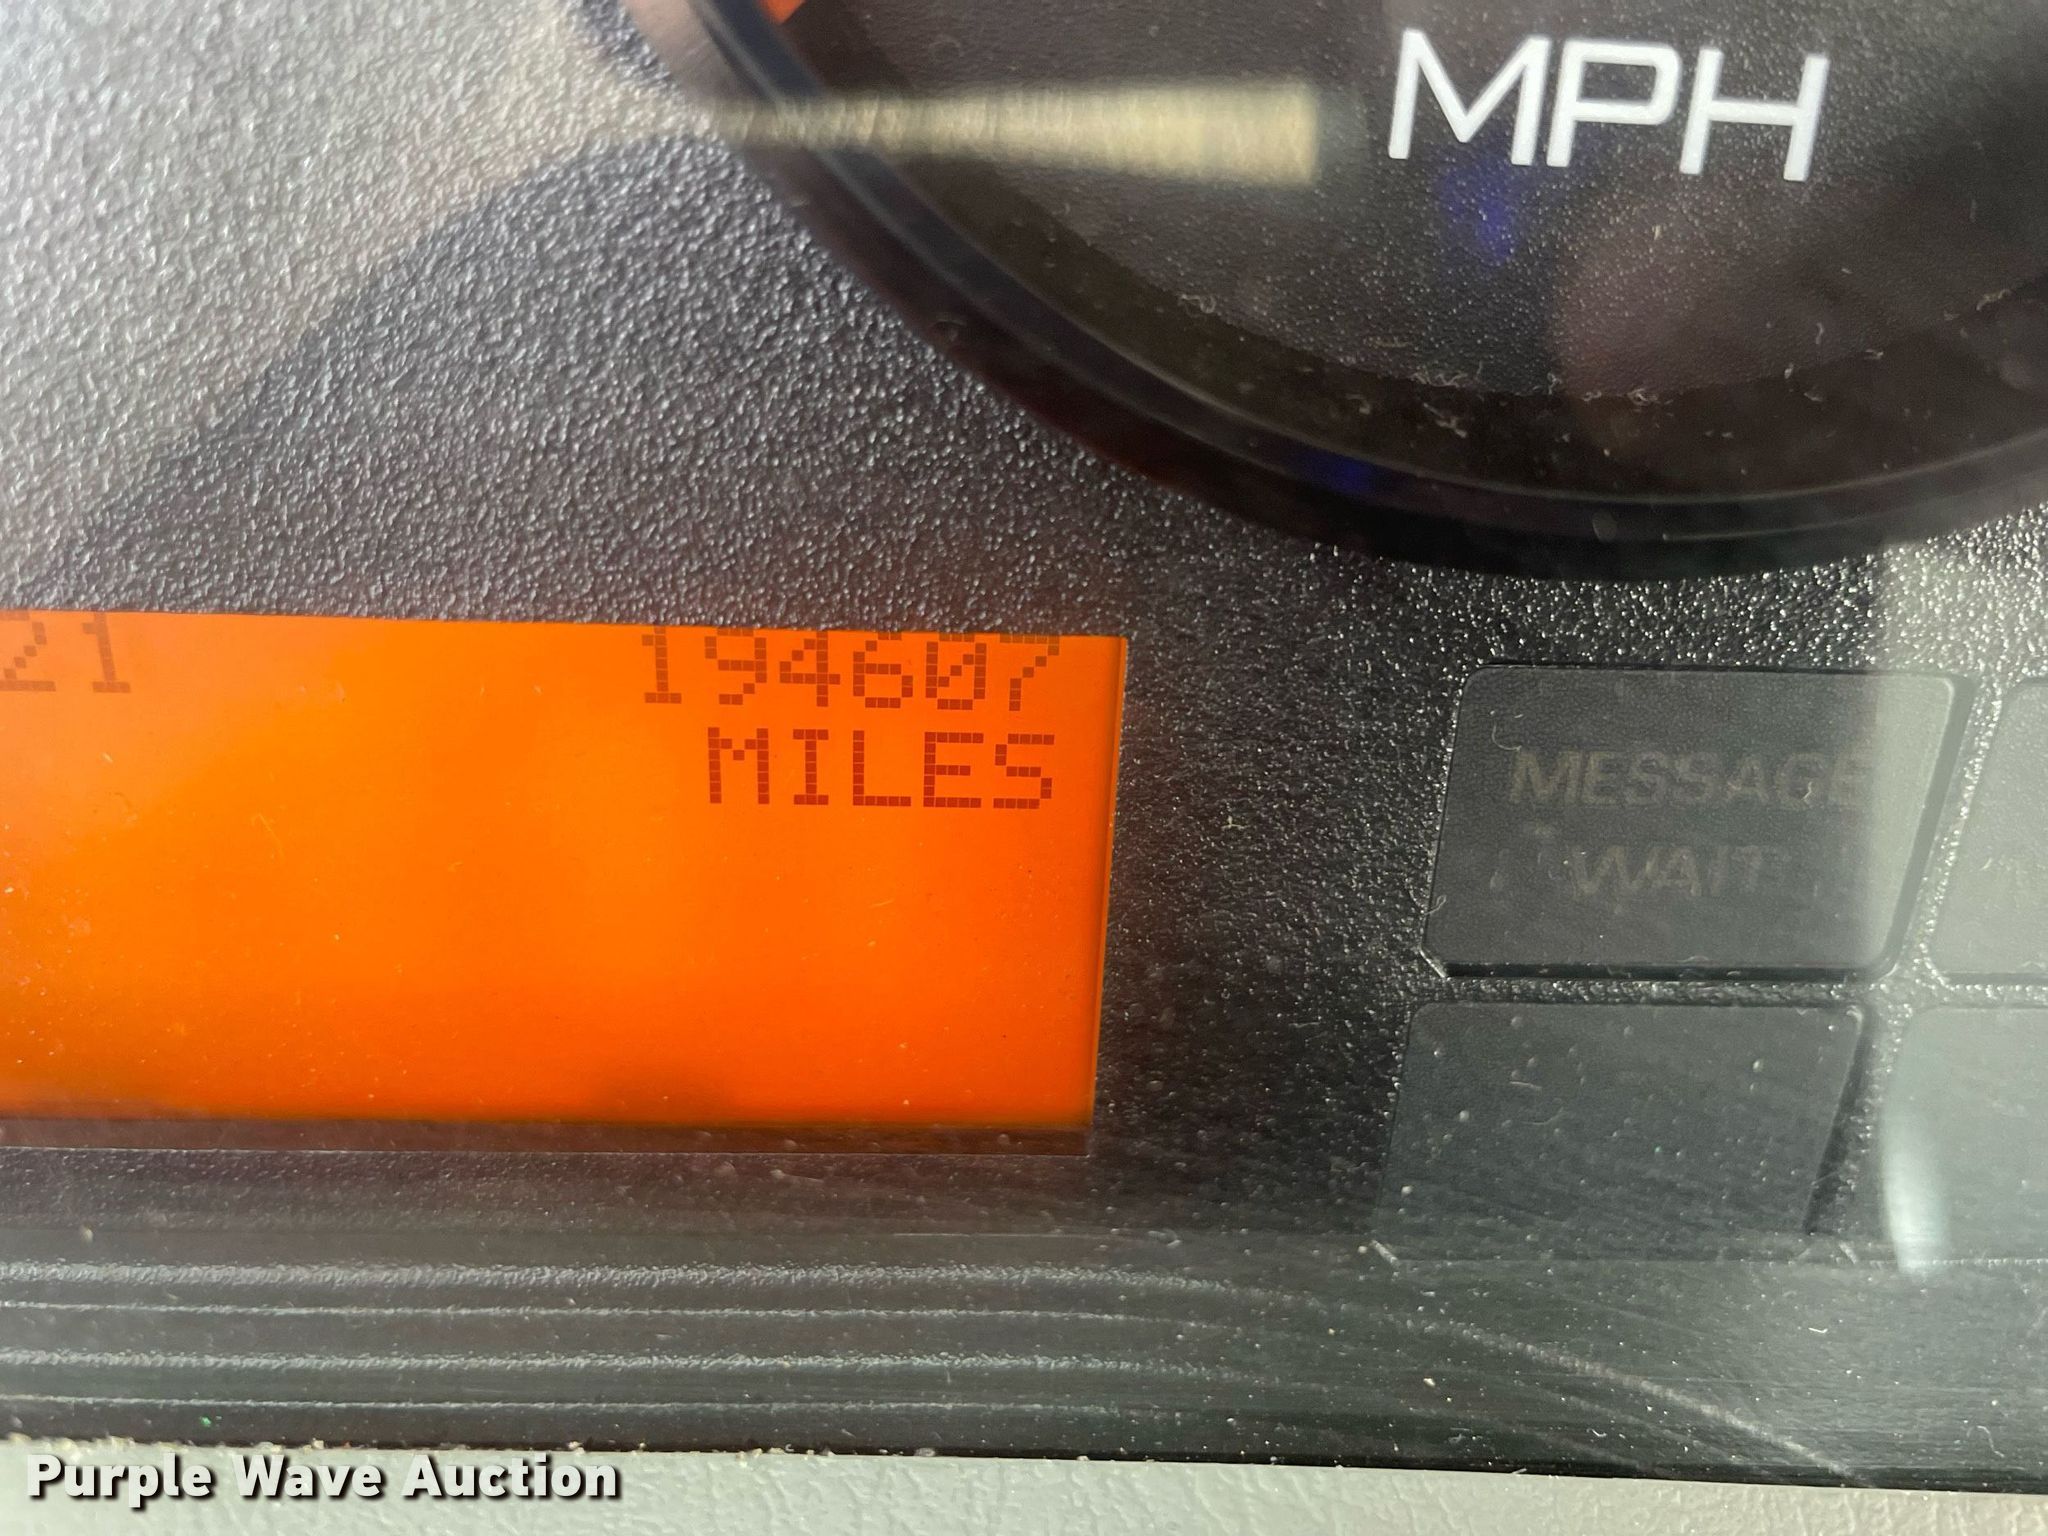 MPH
21 194607
MILES
MESSAGE
WAIT
Purple Wave Auction